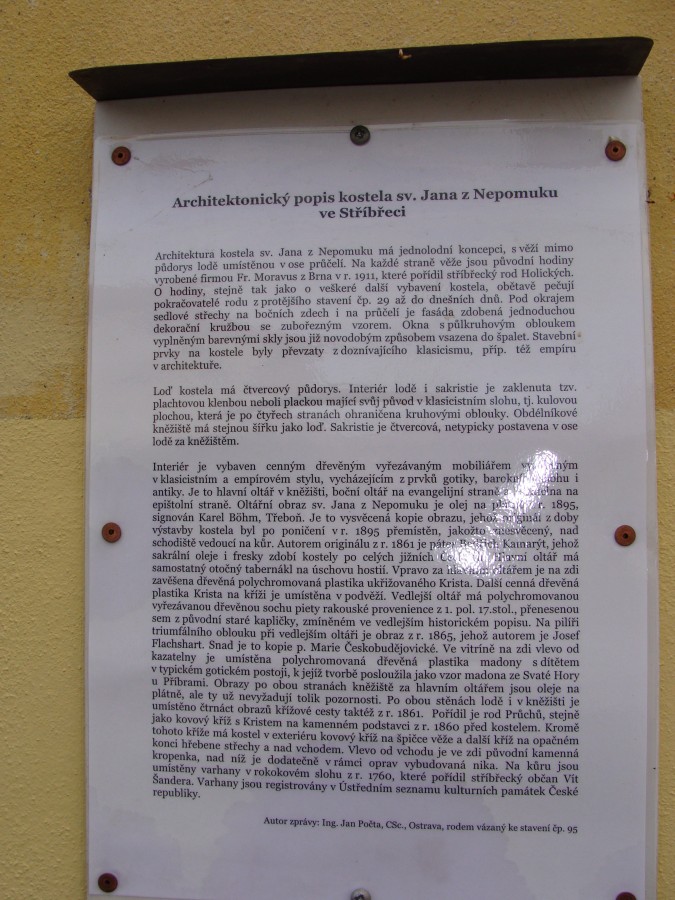 Architektonický popis kostela sv. Jana z Nepomuku
ve Stříbřeci
Architektura kostela sv. Jana z Nepomuku má jednolodní koncepci, s věží mimo
půdorys lodě umístěnou v ose průčelí. Na každé straně věže jsou původní hodiny
vyrobené firmou Fr. Moravus z Brna v r. 1911, které pořídil stříbřecký rod Holických.
O hodiny, stejně tak jako o veškeré další vybavení kostela, obětavě pečují
pokračovatelé rodu z protějšího stavení čp. 29 až do dnešních dnů. Pod okrajem
sedlové střechy na bočních zdech i na průčelí je fasáda zdobená jednoduchou
dekorační kružbou se zubořezným vzorem. Okna s půlkruhovým obloukem
vyplněným barevnými skly jsou již novodobým způsobem vsazena do špalet. Stavební
prvky na kostele byly převzaty z doznívajícího klasicismu, příp. též empíru
v architektuře.
Loď kostela má čtvercový půdorys. Interiér lodě i sakristie je zaklenuta tzv.
plachtovou klenbou neboli plackou mající svůj původ v klasicistním slohu, tj. kulovou
plochou, která je po čtyřech stranách ohraničena kruhovými oblouky. Obdélníkové
kněžiště má stejnou šířku jako loď. Sakristie je čtvercová, netypicky postavena v ose
lodě za kněžištěm.
Interiér je vybaven cenným dřevěným vyřezávaným mobiliářem
v klasicistním a empírovém stylu, vycházejícím z prvků gotiky, i
antiky. Je to hlavní oltář v kněžišti, boční oltář na evangelijní straně na
epištolní straně. Oltářní obraz sv. Jana z Nepomuku je olej na r. 1895,
signován Karel Böhm, Třeboň. Je to vysvěcená kopie obrazu, jehož originál z doby
výstavby kostela byl po poničení v r. 1895 přemístěn, jakožto nad
schodiště vedoucí na kůr. Autorem originálu z r. 1861 je páter Kamarýt, jehož
sakrální oleje i fresky zdobí kostely po celých jižních Hlavní oltář má
samostatný otočný tabernákl na úschovu hostií. Vpravo za hlavním oltářem je na zdi
zavěšena dřevěná polychromovaná plastika ukřižovaného Krista. Další cenná dřevěná
plastika Krista na kříži je umístěna v podvěží. Vedlejší oltář má polychromovanou
vyřezávanou dřevěnou sochu piety rakouské provenience z 1. pol. 17.stol., přenesenou
sem z původní staré kapličky, zmíněném ve vedlejším historickém popisu. Na pilíři
triumfálního oblouku při vedlejším oltáři je obraz z r. 1865, jehož autorem je Josef
Flachshart. Snad je to kopie p. Marie Českobudějovické. Ve vitríně na zdi vlevo od
kazatelny je umístěna polychromovaná dřevěná plastika madony s dítětem
v typickém gotickém postoji, k jejíž tvorbě posloužila jako vzor madona ze Svaté Hory
u Příbrami. Obrazy po obou stranách kněžiště za hlavním oltářem jsou oleje na
plátně, ale ty už nevyžadují tolik pozornosti. Po obou stěnách lodě i v kněžišti je
umístěno čtrnáct obrazů křížové cesty taktéž z r. 1861. Pořídil je rod Průchů, stejně
jako kovový kříž s Kristem na kamenném podstavci z r. 1860 před kostelem. Kromě
tohoto kříže má kostel v exteriéru kovový kříž na špičce věže a další kříž na opačném
konci hřebene střechy a nad vchodem. Vlevo od vchodu je ve zdi původní kamenná
kropenka, nad níž je dodatečně v rámci oprav vybudovaná nika. Na kůru jsou
umístěny varhany v rokokovém slohu z r. 1760, které pořídil stříbřecký občan Vít
Šandera. Varhany jsou registrovány v Ústředním seznamu kulturních památek České
republiky.
Autor zprávy: Ing. Jan Počta, CSc., Ostrava, rodem vázaný ke stavení čp. 95